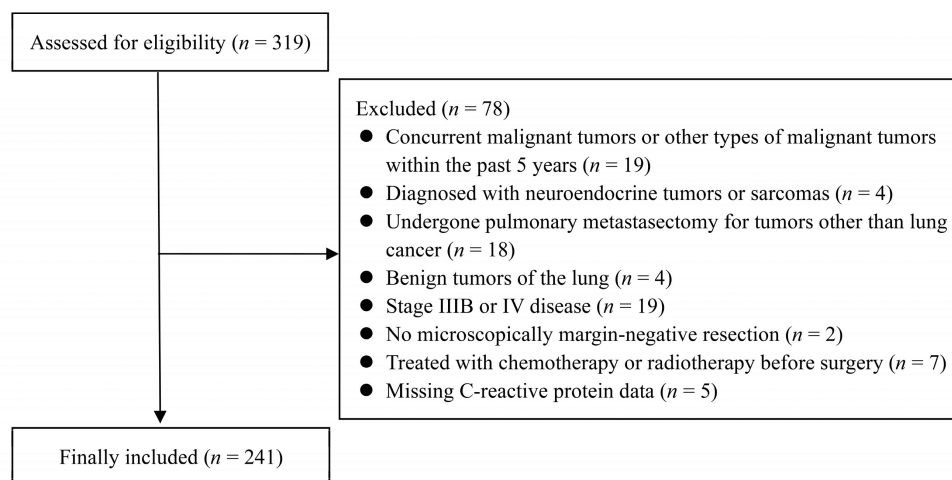 Assessed for eligibility (n = 319)
Excluded (n = 78)
● Concurrent malignant tumors or other types of malignant tumors
within the past 5 years (n = 19)
● Diagnosed with neuroendocrine tumors or sarcomas (n = 4)
● Undergone pulmonary metastasectomy for tumors other than lung
cancer (n = 18)
● Benign tumors of the lung (n = 4)
● Stage IIIB or IV disease (n = 19)
● No microscopically margin-negative resection (n = 2)
● Treated with chemotherapy or radiotherapy before surgery (n = 7)
● Missing C-reactive protein data (n = 5)
Finally included (n = 241)